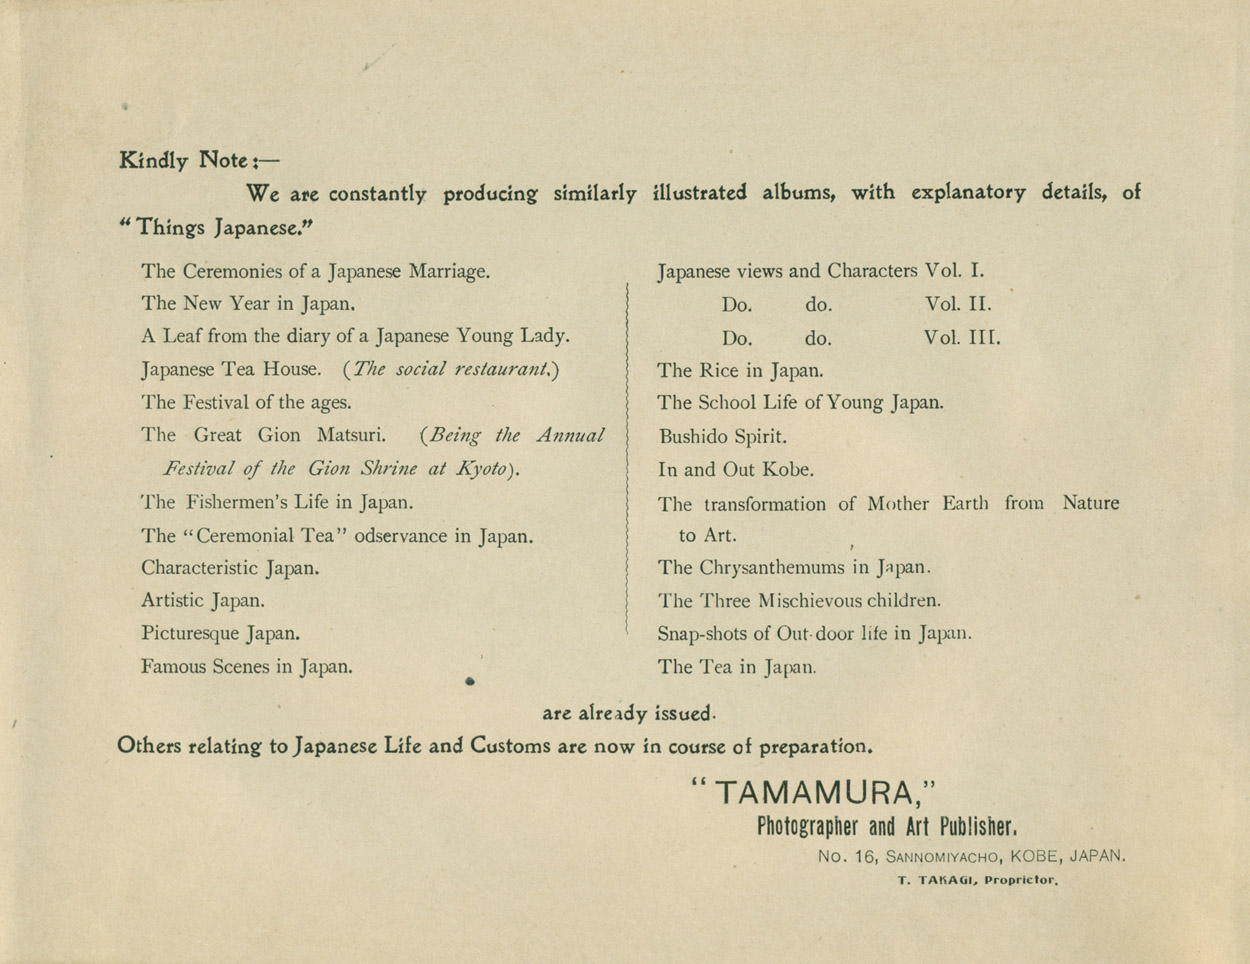 Kindly Note:—
We are constantly producing similarly illustrated albums, with explanatory details, of
“Things Japanese.”
The Ceremonies of a Japanese Marriage.
The New Year in Japan.
A Leaf from the diary of a Japanese Young Lady.
Japanese Tea House. (The social restaurant.)
The Festival of the ages.
The Great Gion Matsuri. (Being the Annual
Festival of the Gion Shrine at Kyoto).
The Fishermen’s Life in Japan.
The “Ceremonial Tea” odservance in Japan.
Characteristic Japan.
Artistic Japan.
Picturesque Japan.
Famous Scenes in Japan.
Japanese views and Characters Vol. I.
Do. do. Vol. II.
Do. do. Vol. III.
The Rice in Japan.
The School Life of Young Japan.
Bushido Spirit.
In and Out Kobe.
The transformation of Mother Earth from Nature
to Art.
The Chrysanthemums in Japan.
The Three Mischievous children.
Snap-shots of Out-door life in Japan.
The Tea in Japan.
are already issued.
Others relating to Japanese Life and Customs are now in course of preparation.
“TAMAMURA,”
Photographer and Art Publisher.
No. 16, SANNOMIYACHO, KOBE, JAPAN.
T. TAKAGI, Proprietor.